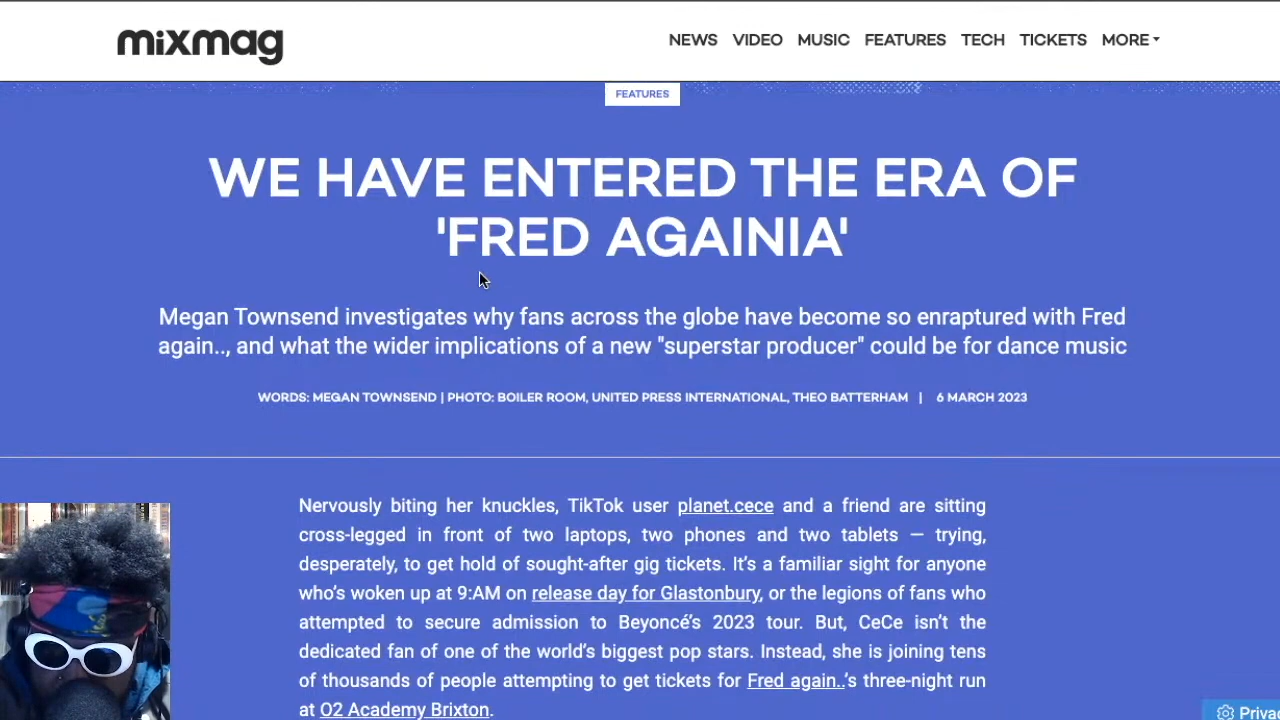 mixmag
NEWS VIDEO MUSIC FEATURES TECH TICKETS MORE
FEATURES
WE HAVE ENTERED THE ERA OF
'FRED AGAINIA'
Megan Townsend investigates why fans across the globe have become so enraptured with Fred
again.., and what the wider implications of a new "superstar producer" could be for dance music
WORDS: MEGAN TOWNSEND | PHOTO: BOILER ROOM, UNITED PRESS INTERNATIONAL, THEO BATTERHAM | 6 MARCH 2023
Nervously biting her knuckles, TikTok user planet.cece and a friend are sitting
cross-legged in front of two laptops, two phones and two tablets — trying,
desperately, to get hold of sought-after gig tickets. It's a familiar sight for anyone
who's woken up at 9:AM on release day for Glastonbury, or the legions of fans who
attempted to secure admission to Beyoncé's 2023 tour. But, CeCe isn't the
dedicated fan of one of the world's biggest pop stars. Instead, she is joining tens
of thousands of people attempting to get tickets for Fred again..'s three-night run
at O2 Academy Brixton.
Privac